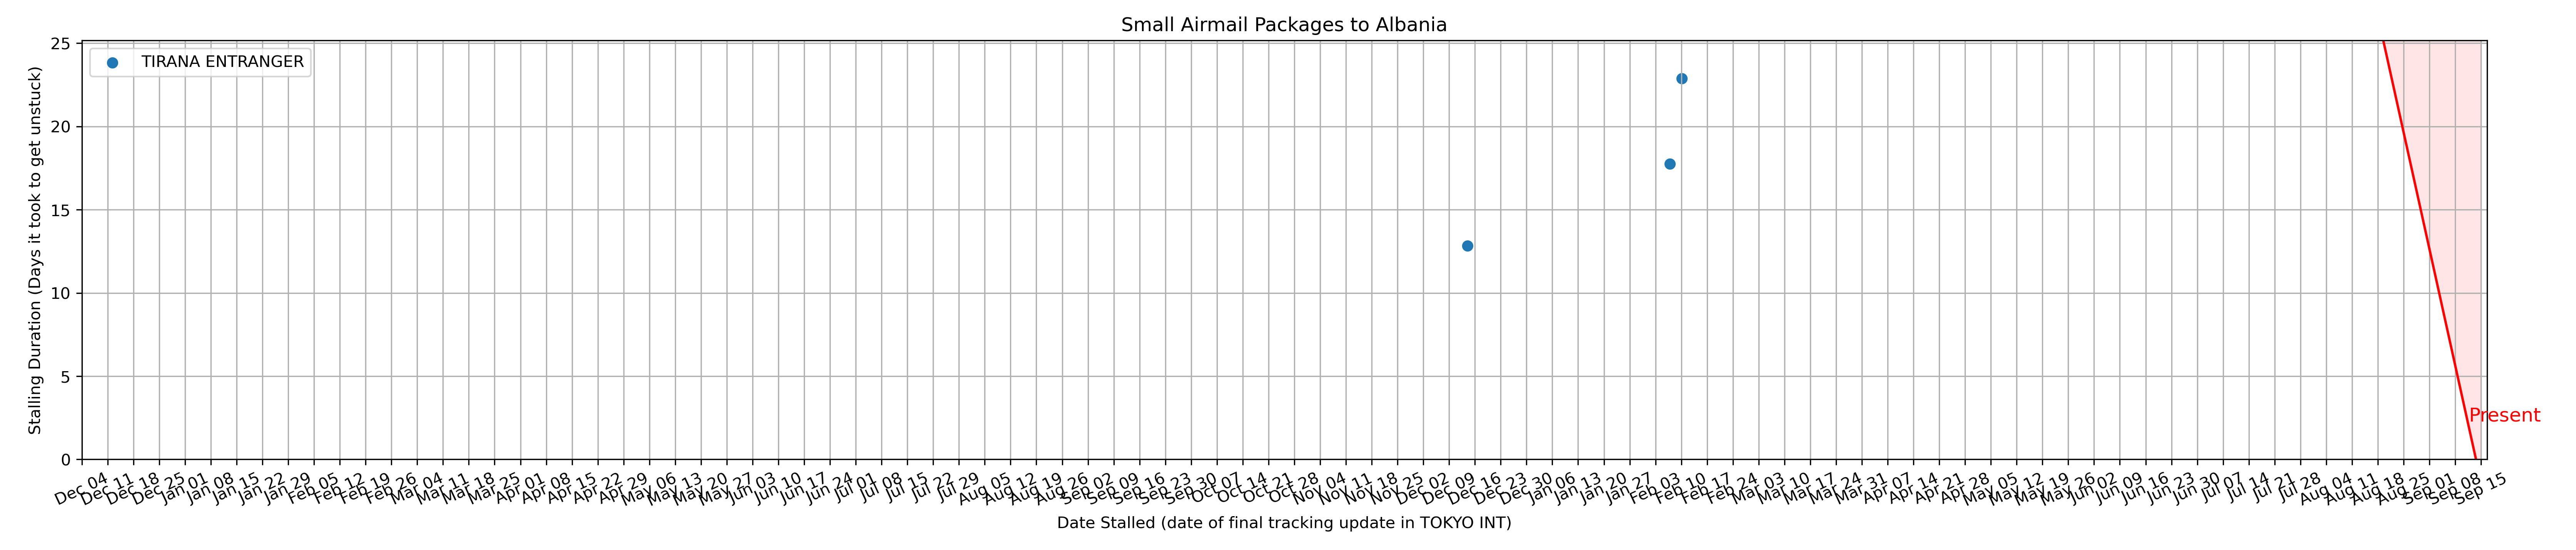 Small Airmail Packages to Albania
TIRANA ENTRANGER
Stalling Duration (Days it took to get unstuck)
25
20
15
10
5
0
Present
Dec 04
Dec 11
Dec 18
Dec 25
Jan 01
Jan 08
Jan 15
Jan 22
Jan 29
Feb 05
Feb 12
Feb 19
Feb 26
Mar 04
Mar 11
Mar 18
Mar 25
Apr 01
Apr 08
Apr 15
Apr 22
Apr 29
May 06
May 13
May 20
May 27
Jun 03
Jun 10
Jun 17
Jun 24
Jul 01
Jul 08
Jul 15
Jul 22
Jul 29
Aug 05
Aug 12
Aug 19
Aug 26
Sep 02
Sep 09
Sep 16
Sep 23
Sep 30
Oct 07
Oct 14
Oct 21
Oct 28
Nov 04
Nov 11
Nov 18
Nov 25
Dec 02
Dec 09
Dec 16
Dec 23
Dec 30
Jan 06
Jan 13
Jan 20
Jan 27
Feb 03
Feb 10
Feb 17
Feb 24
Mar 03
Mar 10
Mar 17
Mar 24
Mar 31
Apr 07
Apr 14
Apr 21
Apr 28
May 05
May 12
May 19
May 26
Jun 02
Jun 09
Jun 16
Jun 23
Jun 30
Jul 07
Jul 14
Jul 21
Jul 28
Aug 04
Aug 11
Aug 18
Aug 25
Sep 01
Sep 08
Sep 15
Date Stalled (date of final tracking update in TOKYO INT)